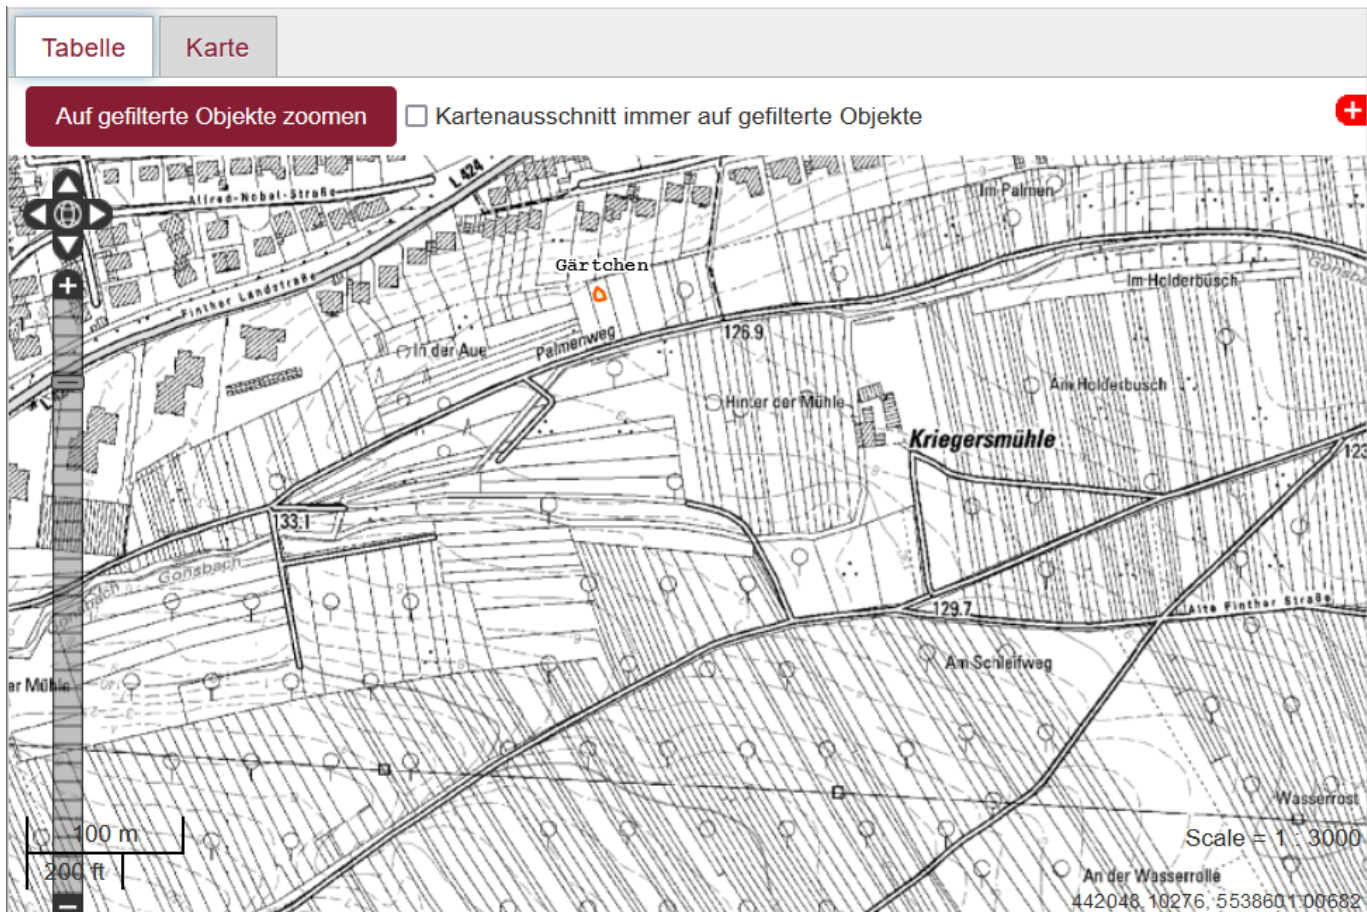 Tabelle
Karte
Auf gefilterte Objekte zoomen
Kartenausschnitt immer auf gefilterte Objekte
L 424
Alfred-Nobel-Straße
Im Palmen
Gärtchen
Finther Landstraße
Im Holderbusch
Gonsbach
In der Aue
Palmenweg
126.9
Am Holderbusch
Hinter der Mühle
Kriegersmühle
123
133.1
Gonsbach
129.7
Alte Finther Straße
Am Schleifweg
er Mühle
Wasserrost
100 m
Scale = 1 : 3000
200 ft
An der Wasserrolle
442048.10276, 5538601.00682